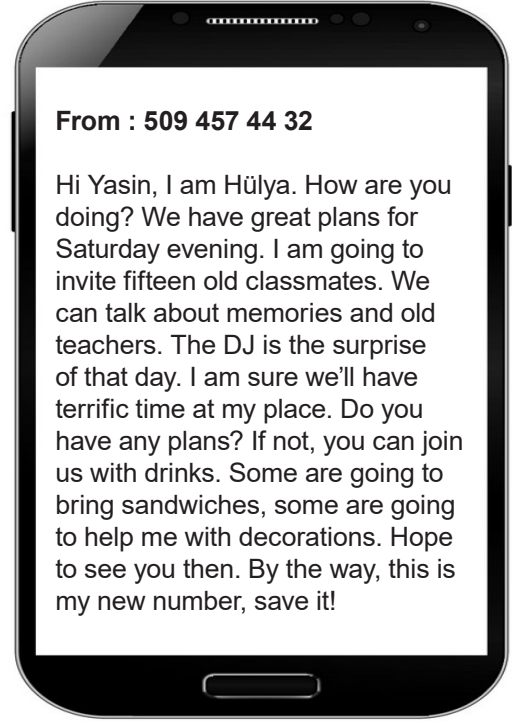 From : 509 457 44 32
Hi Yasin, I am Hülya. How are you
doing? We have great plans for
Saturday evening. I am going to
invite fifteen old classmates. We
can talk about memories and old
teachers. The DJ is the surprise
of that day. I am sure we’ll have
terrific time at my place. Do you
have any plans? If not, you can join
us with drinks. Some are going to
bring sandwiches, some are going
to help me with decorations. Hope
to see you then. By the way, this is
my new number, save it!